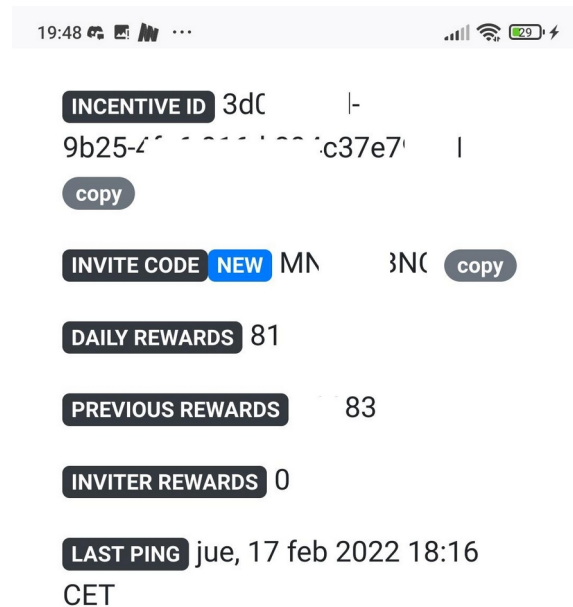 19:48 29
INCENTIVE ID
copy
INVITE CODE NEW copy
DAILY REWARDS 81
PREVIOUS REWARDS 83
INVITER REWARDS 0
LAST PING jue, 17 feb 2022 18:16
CET